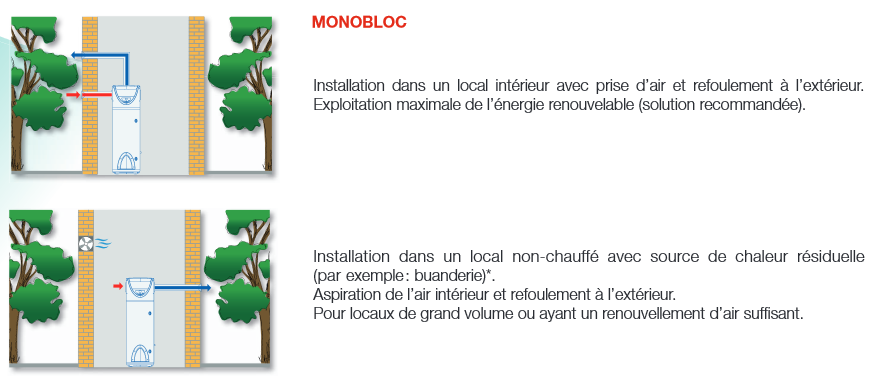 MONOBLOC
Installation dans un local intérieur avec prise d’air et refoulement à l’extérieur.
Exploitation maximale de l’énergie renouvelable (solution recommandée).
Installation dans un local non-chauffé avec source de chaleur résiduelle
(par exemple : buanderie)*.
Aspiration de l’air intérieur et refoulement à l’extérieur.
Pour locaux de grand volume ou ayant un renouvellement d’air suffisant.